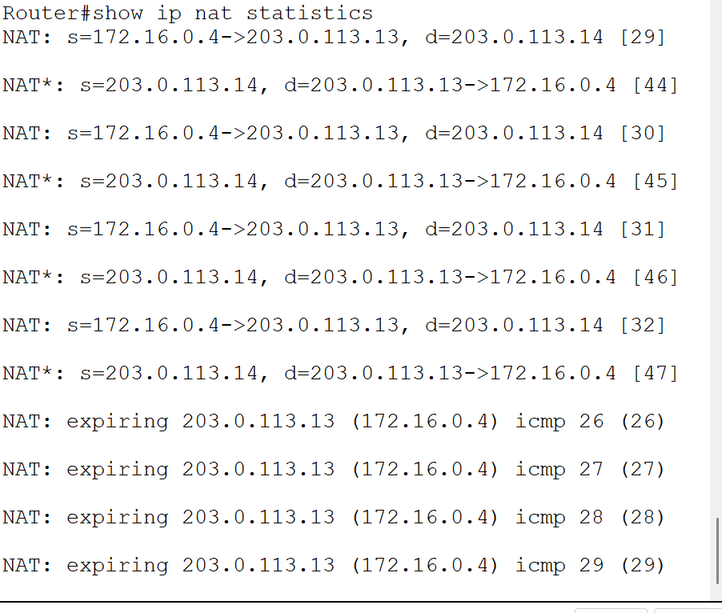 Router#show ip nat statistics
NAT: s=172.16.0.4->203.0.113.13, d=203.0.113.14 [29]
NAT*: s=203.0.113.14, d=203.0.113.13->172.16.0.4 [44]
NAT: s=172.16.0.4->203.0.113.13, d=203.0.113.14 [30]
NAT*: s=203.0.113.14, d=203.0.113.13->172.16.0.4 [45]
NAT: s=172.16.0.4->203.0.113.13, d=203.0.113.14 [31]
NAT*: s=203.0.113.14, d=203.0.113.13->172.16.0.4 [46]
NAT: s=172.16.0.4->203.0.113.13, d=203.0.113.14 [32]
NAT*: s=203.0.113.14, d=203.0.113.13->172.16.0.4 [47]
NAT: expiring 203.0.113.13 (172.16.0.4) icmp 26 (26)
NAT: expiring 203.0.113.13 (172.16.0.4) icmp 27 (27)
NAT: expiring 203.0.113.13 (172.16.0.4) icmp 28 (28)
NAT: expiring 203.0.113.13 (172.16.0.4) icmp 29 (29)